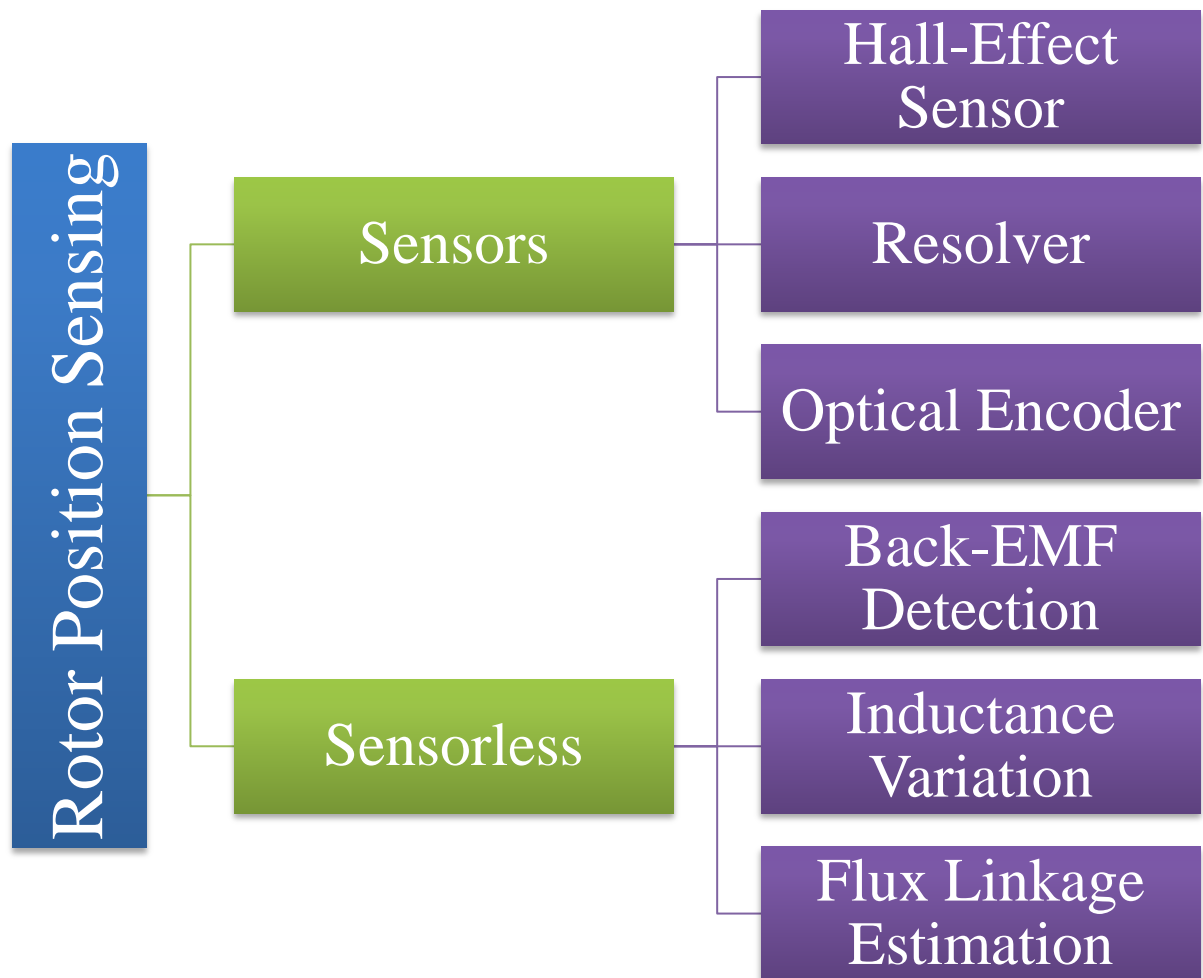 Rotor Position Sensing
Sensors
Hall-Effect
Sensor
Resolver
Optical Encoder
Sensorless
Back-EMF
Detection
Inductance
Variation
Flux Linkage
Estimation